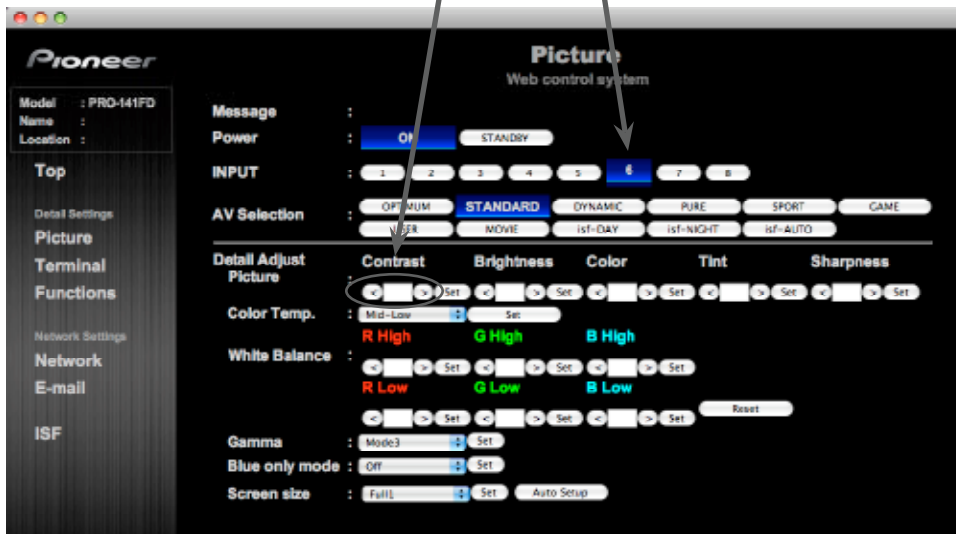 Pioneer
Picture
Web control system
Model : PRO-141FD
Name :
Location :
Top
Detail Settings
Picture
Terminal
Functions
Network Settings
Network
E-mail
ISF
Message :
Power : ON STANDBY
INPUT : 1 2 3 4 5 6 7 8
AV Selection : OPTIMUM STANDARD DYNAMIC PURE SPORT GAME
USER MOVIE isf-DAY isf-NIGHT isf-AUTO
Detail Adjust Contrast Brightness Color Tint Sharpness
Picture : < > Set < > Set < > Set < > Set < > Set
Color Temp. : Mid-Low Set
R High G High B High
White Balance : < > Set < > Set < > Set
R Low G Low B Low
< > Set < > Set < > Set Reset
Gamma : Mode3 Set
Blue only mode : Off Set
Screen size : Full1 Set Auto Setup